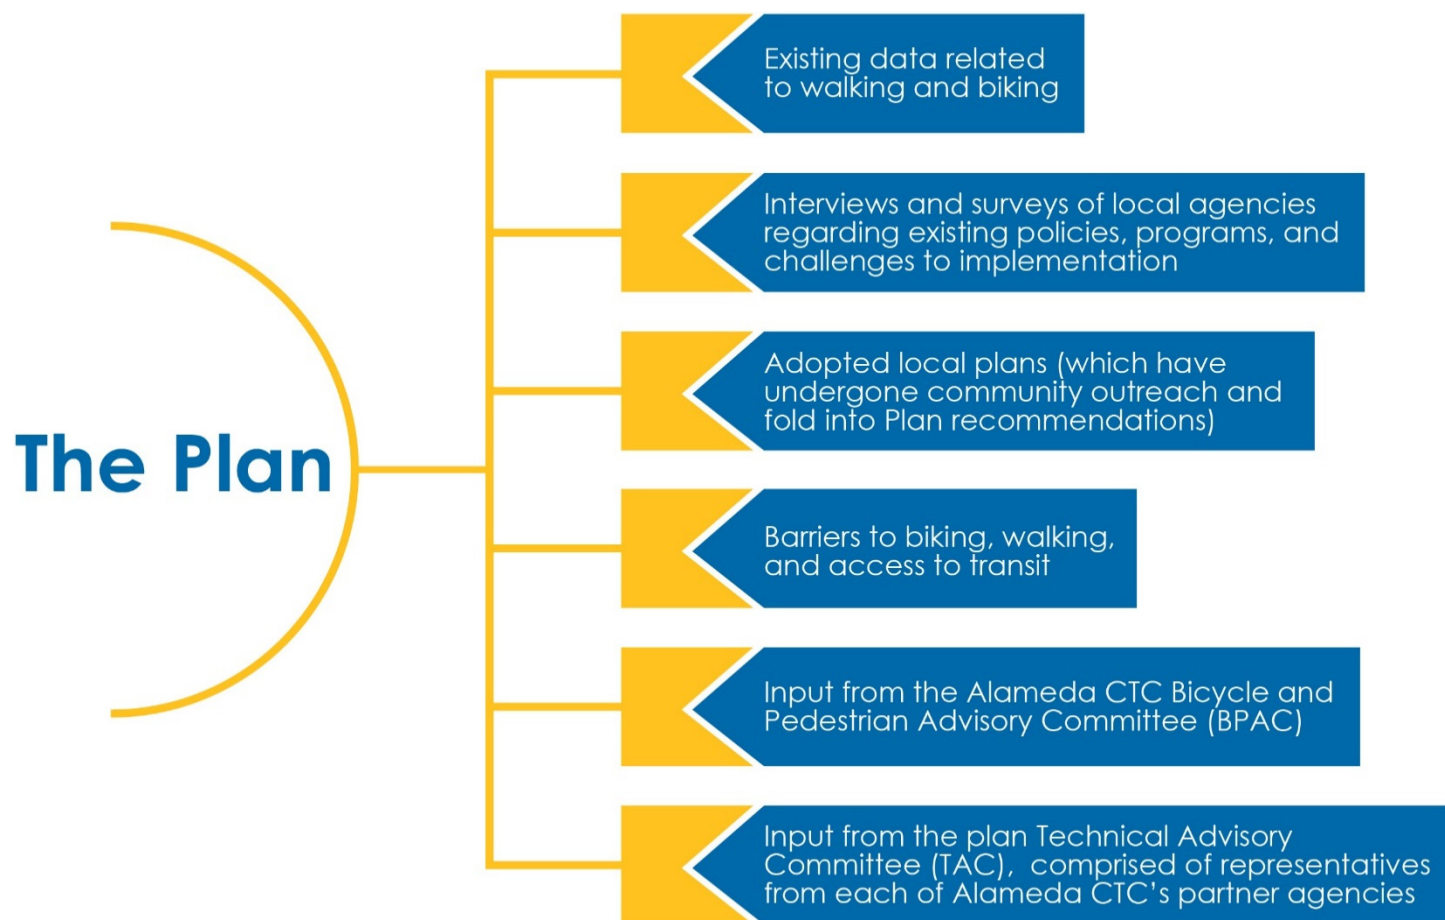 The Plan
Existing data related
to walking and biking
Interviews and surveys of local agencies
regarding existing policies, programs, and
challenges to implementation
Adopted local plans (which have
undergone community outreach and
fold into Plan recommendations)
Barriers to biking, walking,
and access to transit
Input from the Alameda CTC Bicycle and
Pedestrian Advisory Committee (BPAC)
Input from the plan Technical Advisory
Committee (TAC),  comprised of representatives
from each of Alameda CTC’s partner agencies